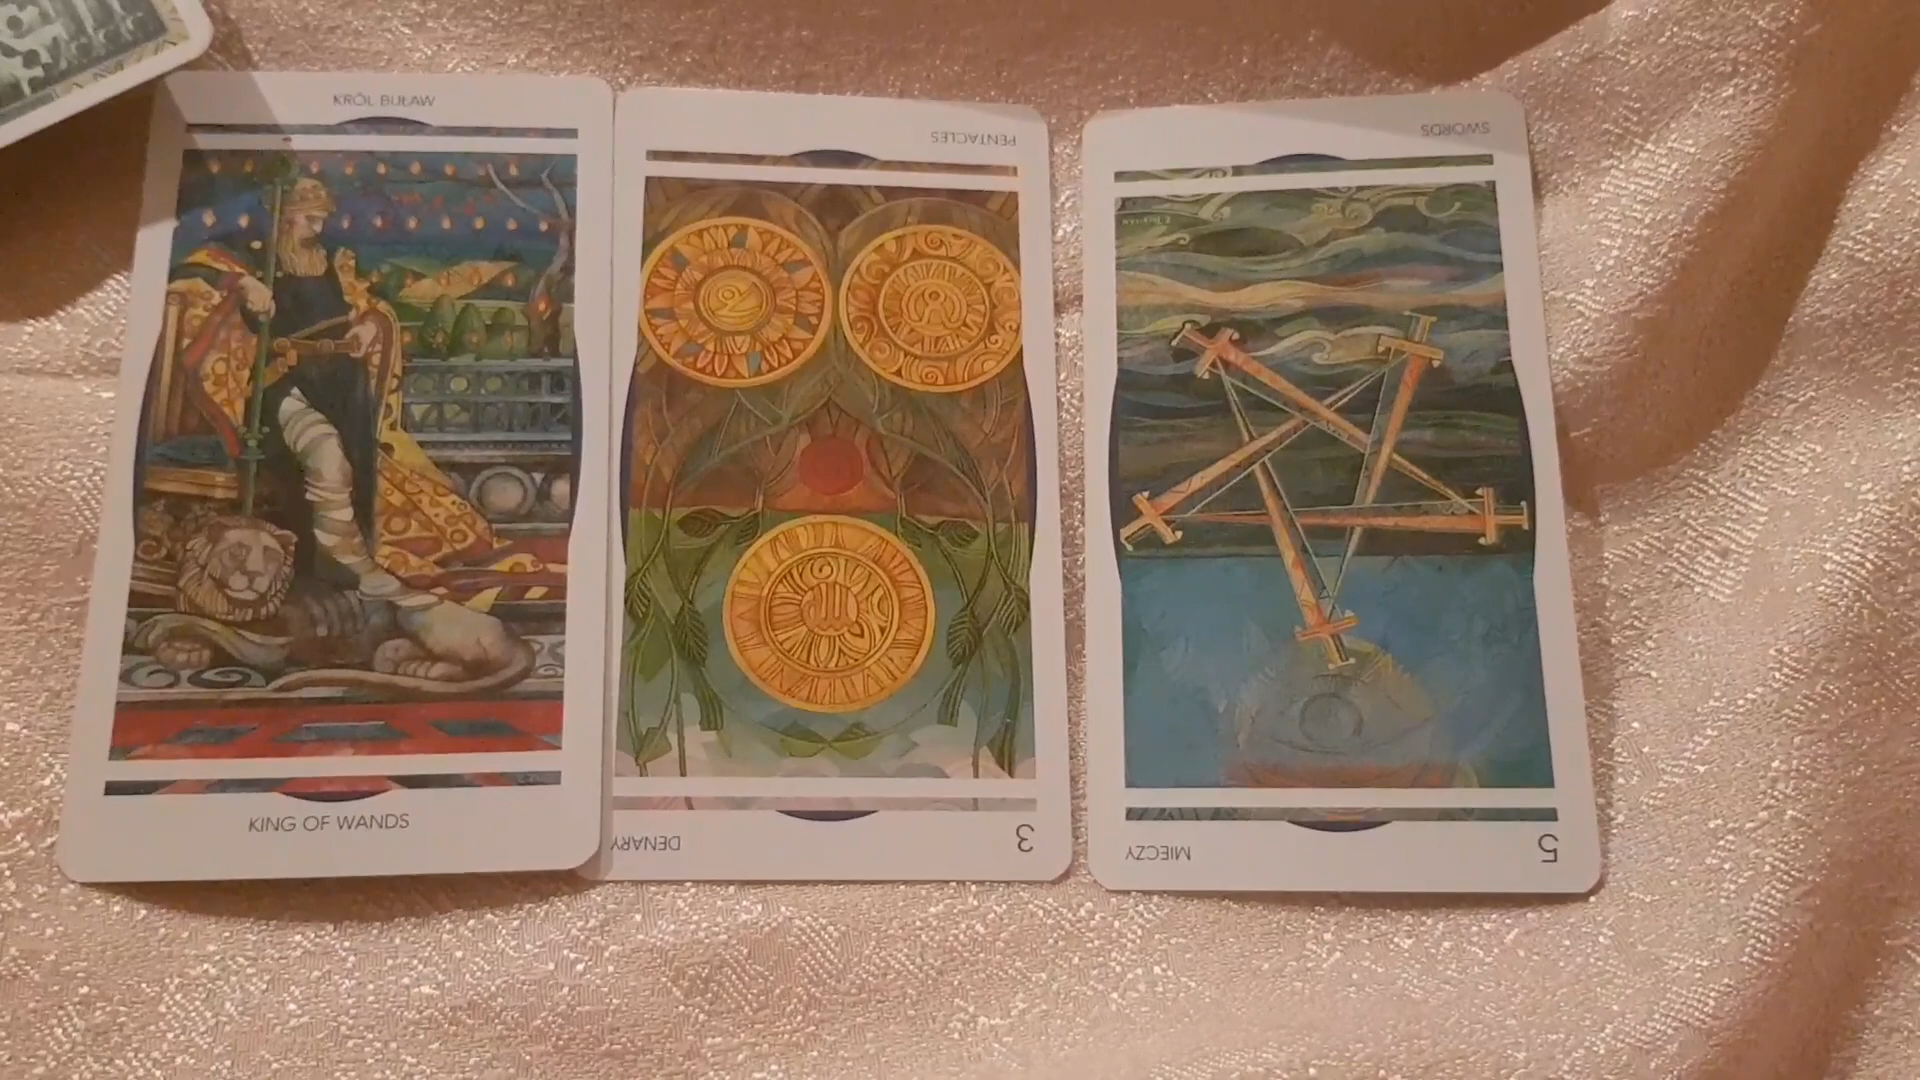 KRÓL BUŁAW
KING OF WANDS
PENTACLES
DENARY
3
SWORDS
MIECZY
5